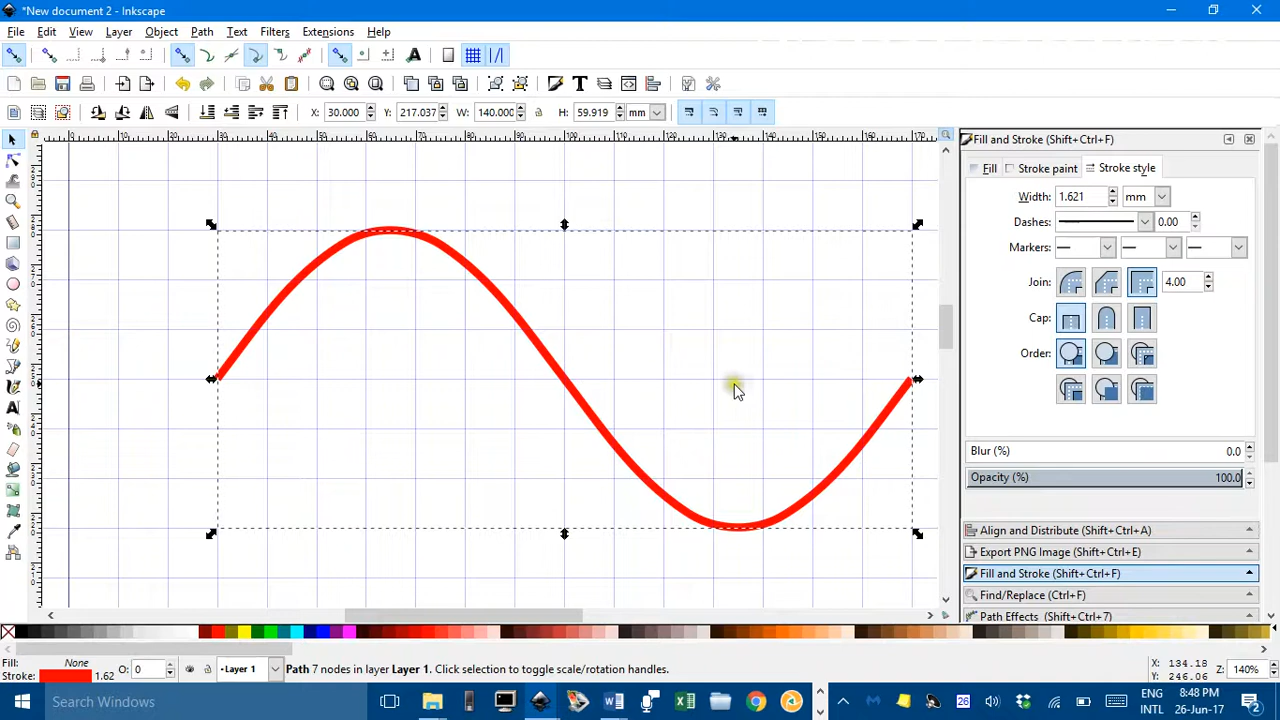 *New document 2 - Inkscape
File Edit View Layer Object Path Text Filters Extensions Help
X: 30.000 Y: 217.037 W: 140.000 H: 59.919 mm
Fill and Stroke (Shift+Ctrl+F)
Fill Stroke paint Stroke style
Width: 1.621 mm
Dashes: 0.00
Markers:
Join: 4.00
Cap:
Order:
Blur (%) 0.0
Opacity (%) 100.0
Align and Distribute (Shift+Ctrl+A)
Export PNG Image (Shift+Ctrl+E)
Fill and Stroke (Shift+Ctrl+F)
Find/Replace (Ctrl+F)
Path Effects (Shift+Ctrl+7)
Fill: None
Stroke: 1.62 O: 0 Layer 1 Path 7 nodes in layer Layer 1. Click selection to toggle scale/rotation handles.
X: 134.18
Y: 246.06 Z: 140%
Search Windows
26
ENG
INTL
8:48 PM
26-Jun-17
2